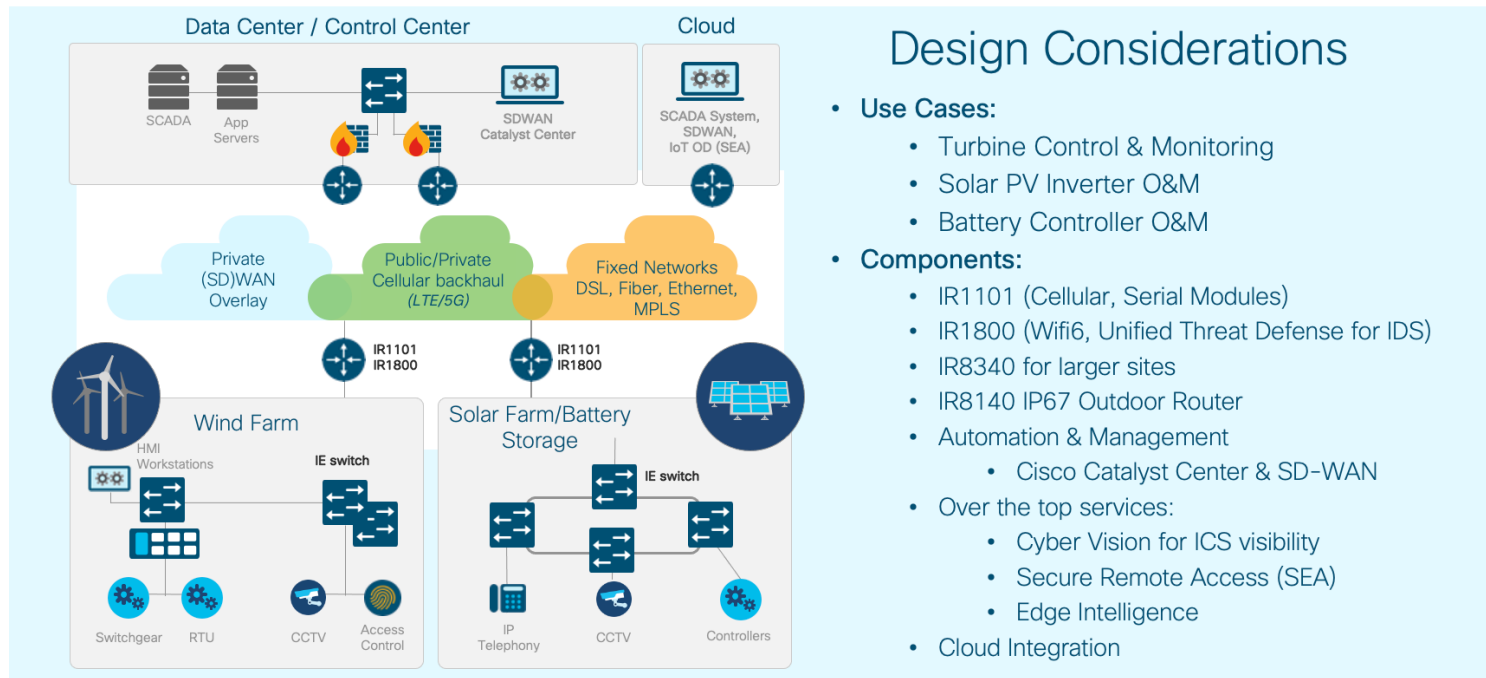 Data Center / Control Center
Cloud
SCADA
App
Servers
SDWAN
Catalyst Center
SCADA System,
SDWAN,
IoT OD (SEA)
Private
(SD)WAN
Overlay
Public/Private
Cellular backhaul
(LTE/5G)
Fixed Networks
DSL, Fiber, Ethernet,
MPLS
IR1101
IR1800
IR1101
IR1800
Wind Farm
HMI
Workstations
IE switch
Switchgear
RTU
CCTV
Access
Control
Solar Farm/Battery
Storage
IE switch
IP
Telephony
CCTV
Controllers
Design Considerations
• Use Cases:
• Turbine Control & Monitoring
• Solar PV Inverter O&M
• Battery Controller O&M
• Components:
• IR1101 (Cellular, Serial Modules)
• IR1800 (Wifi6, Unified Threat Defense for IDS)
• IR8340 for larger sites
• IR8140 IP67 Outdoor Router
• Automation & Management
• Cisco Catalyst Center & SD-WAN
• Over the top services:
• Cyber Vision for ICS visibility
• Secure Remote Access (SEA)
• Edge Intelligence
• Cloud Integration